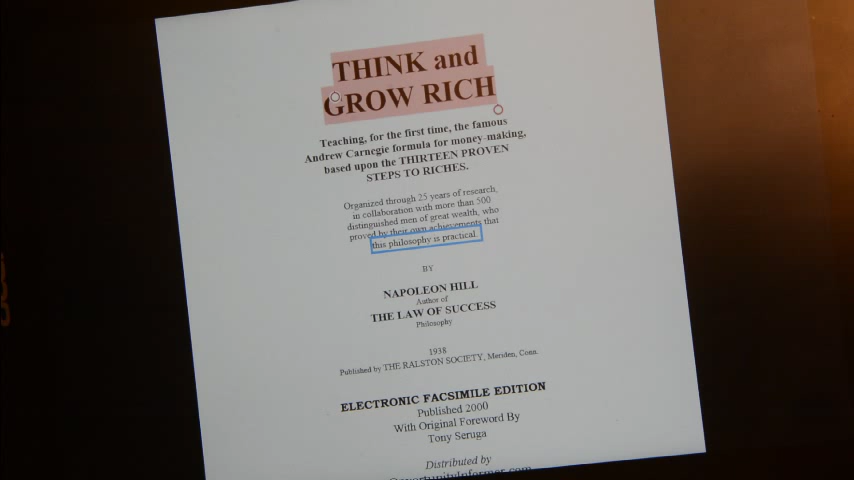 THINK and
GROW RICH
Teaching, for the first time, the famous
Andrew Carnegie formula for money-making,
based upon the THIRTEEN PROVEN
STEPS TO RICHES.
Organized through 25 years of research,
in collaboration with more than 500
distinguished men of great wealth, who
proved by their own achievements that
this philosophy is practical.
BY
NAPOLEON HILL
Author of
THE LAW OF SUCCESS
Philosophy
1938
Published by THE RALSTON SOCIETY, Meriden, Conn.
ELECTRONIC FACSIMILE EDITION
Published 2000
With Original Foreword By
Tony Seruga
Distributed by